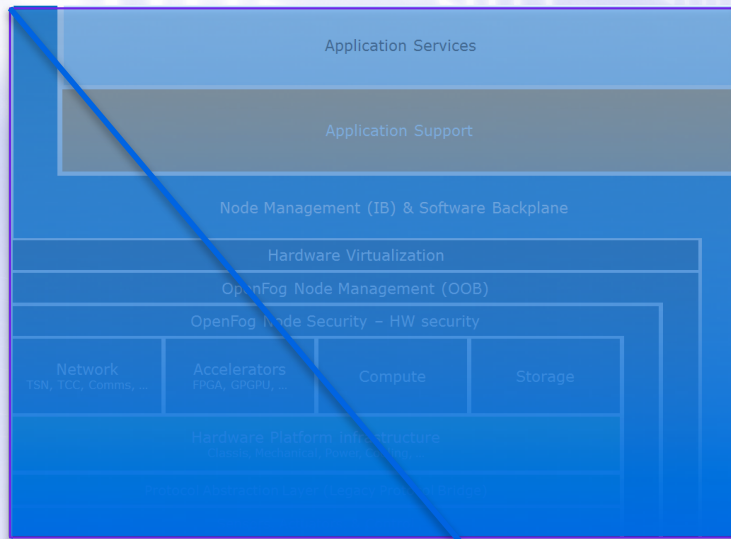 Application Services
Application Support
Node Management (IB) & Software Backplane
Hardware Virtualization
OpenFog Node Management (OOB)
OpenFog Node Security – HW security
Network
TSN, TCC, Comms, ...
Accelerators
FPGA, GPGPU, ...
Compute
Storage
Hardware Platform Infrastructure